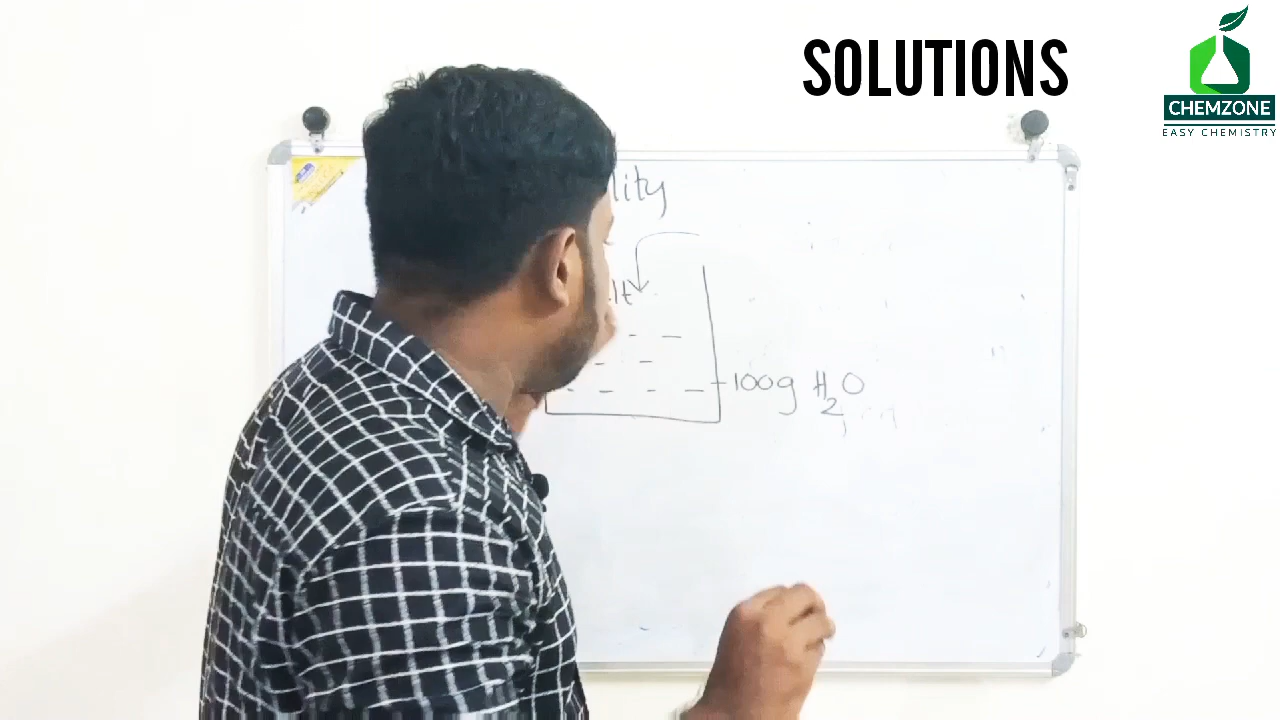 SOLUTIONS
CHEMZONE
EASY CHEMISTRY
lity
lt
100g H₂O